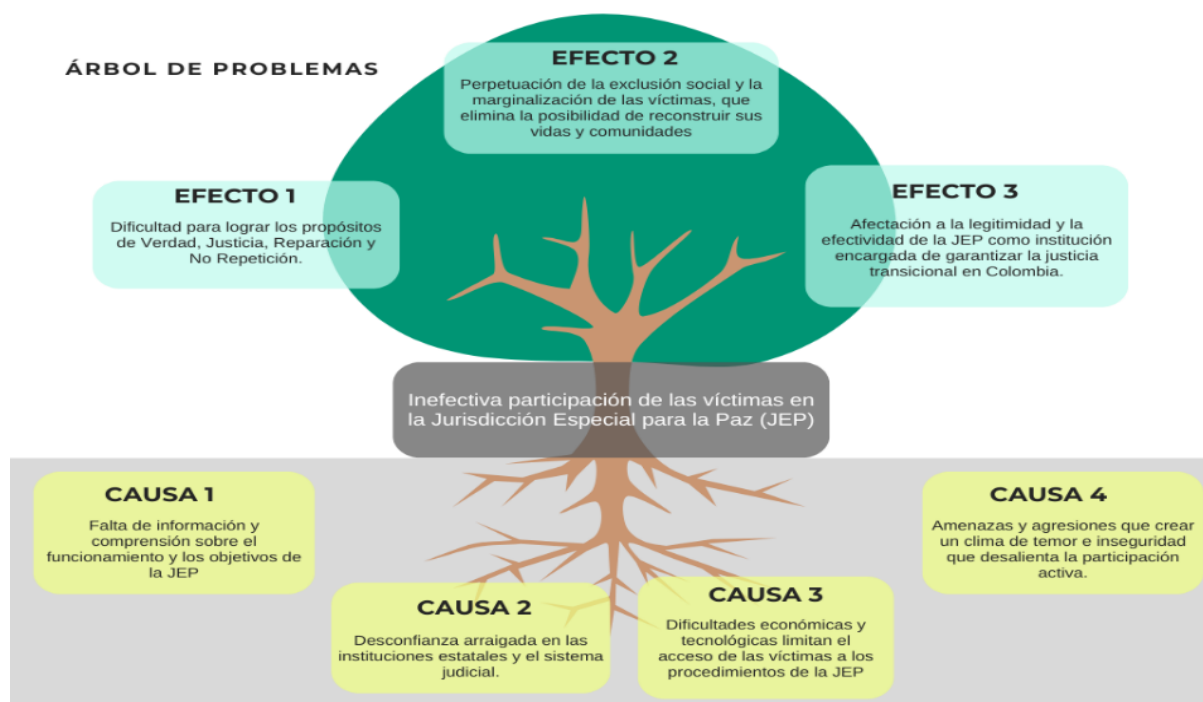 ÁRBOL DE PROBLEMAS
EFECTO 2
Perpetuación de la exclusión social y la
marginalización de las víctimas, que
elimina la posibilidad de reconstruir sus
vidas y comunidades
EFECTO 1
Dificultad para lograr los propósitos
de Verdad, Justicia, Reparación y
No Repetición.
EFECTO 3
Afectación a la legitimidad y la
efectividad de la JEP como institución
encargada de garantizar la justicia
transicional en Colombia.
Inefectiva participación de las víctimas en
la Jurisdicción Especial para la Paz (JEP)
CAUSA 1
Falta de información y
comprensión sobre el
funcionamiento y los objetivos de
la JEP
CAUSA 2
Desconfianza arraigada en las
instituciones estatales y el sistema
judicial.
CAUSA 3
Dificultades económicas y
tecnológicas limitan el
acceso de las víctimas a los
procedimientos de la JEP
CAUSA 4
Amenazas y agresiones que crear
un clima de temor e inseguridad
que desalienta la participación
activa.